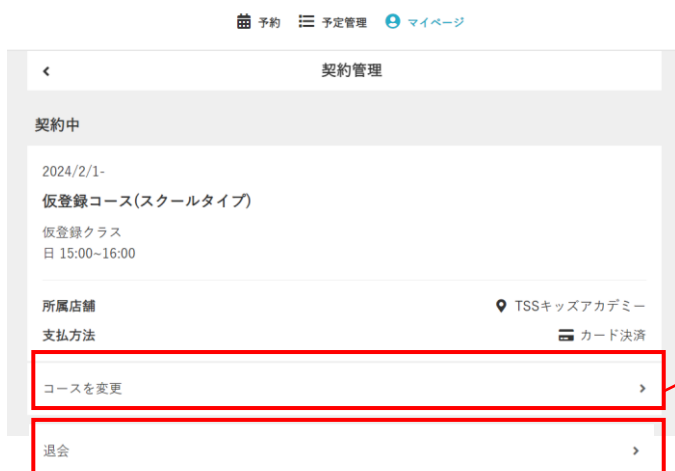 予約 予定管理 マイページ
契約管理
契約中
2024/2/1-
仮登録コース(スクールタイプ)
仮登録クラス
日 15:00~16:00
所属店舗 TSSキッズアカデミー
支払方法 カード決済
コースを変更
退会